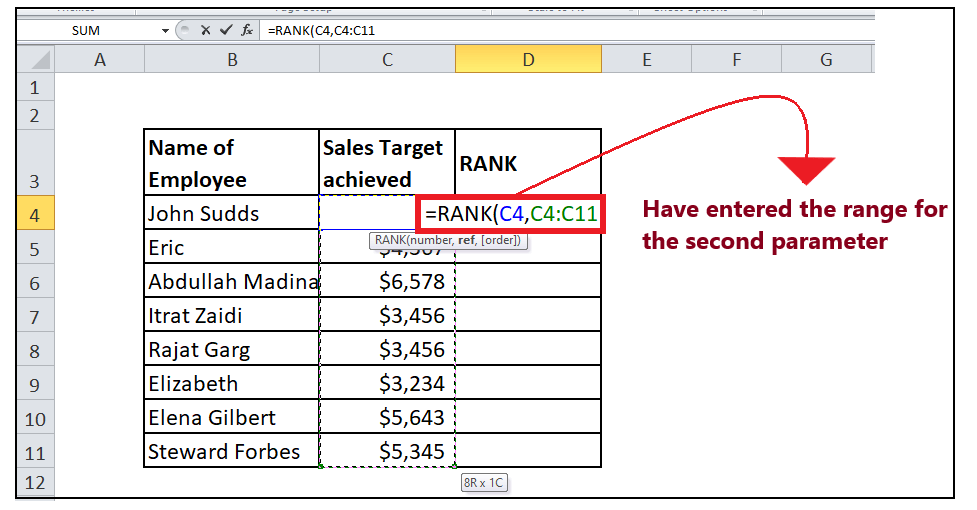 SUM =RANK(C4,C4:C11
A B C D E F G
1
2
Name of Sales Target
Employee achieved RANK
3
4 John Sudds =RANK(C4,C4:C11
RANK(number, ref, [order])
5 Eric
6 Abdullah Madina $6,578
7 Itrat Zaidi $3,456
8 Rajat Garg $3,456
9 Elizabeth $3,234
10 Elena Gilbert $5,643
11 Steward Forbes $5,345
12 8R x 1C
Have entered the range for
the second parameter